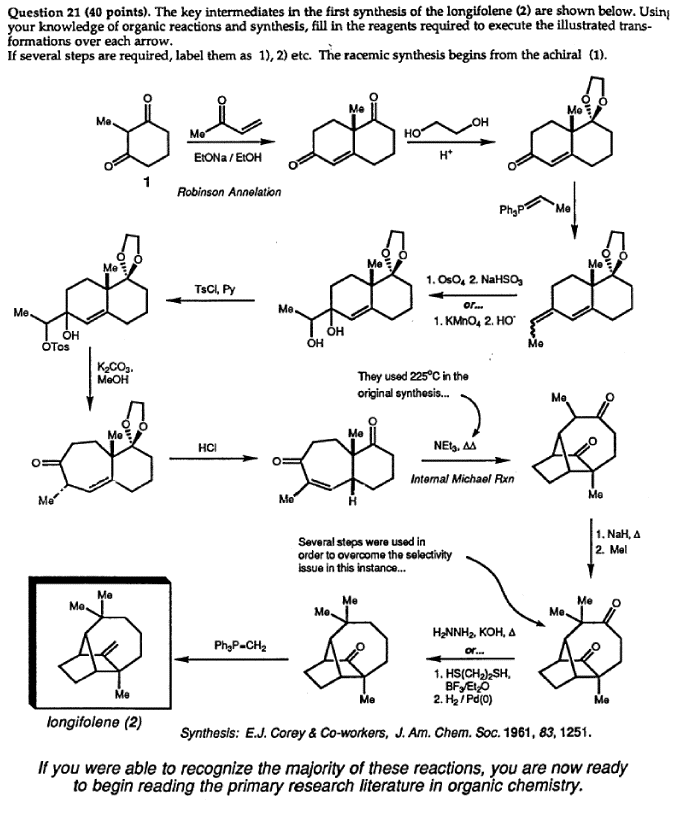 Question 21 (40 points). The key intermediates in the first synthesis of the longifolene (2) are shown below. Using
your knowledge of organic reactions and synthesis, fill in the reagents required to execute the illustrated trans-
formations over each arrow.
If several steps are required, label them as 1), 2) etc. The racemic synthesis begins from the achiral (1).
Me
O
O
1
O
Me
EtONa / EtOH
Robinson Annelation
Me
O
O
HO
OH
H⁺
Me
O
O
O
Ph₃P
Me
Me
O
O
Me
OTos
OH
TsCl, Py
Me
O
O
Me
OH
OH
1. OsO₄ 2. NaHSO₃
or...
1. KMnO₄ 2. HO⁻
Me
O
O
Me
K₂CO₃,
MeOH
They used 225°C in the
original synthesis...
Me
O
O
O
Me
HCl
Me
O
O
Me
H
NEt₃, ΔΔ
Internal Michael Rxn
Me
O
O
Me
1. NaH, Δ
2. MeI
Several steps were used in
order to overcome the selectivity
issue in this instance...
Me
Me
Me
longifolene (2)
Ph₃P=CH₂
Me
Me
O
Me
H₂NNH₂, KOH, Δ
or...
1. HS(CH₂)₂SH,
BF₃/Et₂O
2. H₂ / Pd(0)
Me
Me
O
O
Me
Synthesis: E.J. Corey & Co-workers, J. Am. Chem. Soc. 1961, 83, 1251.
If you were able to recognize the majority of these reactions, you are now ready
to begin reading the primary research literature in organic chemistry.